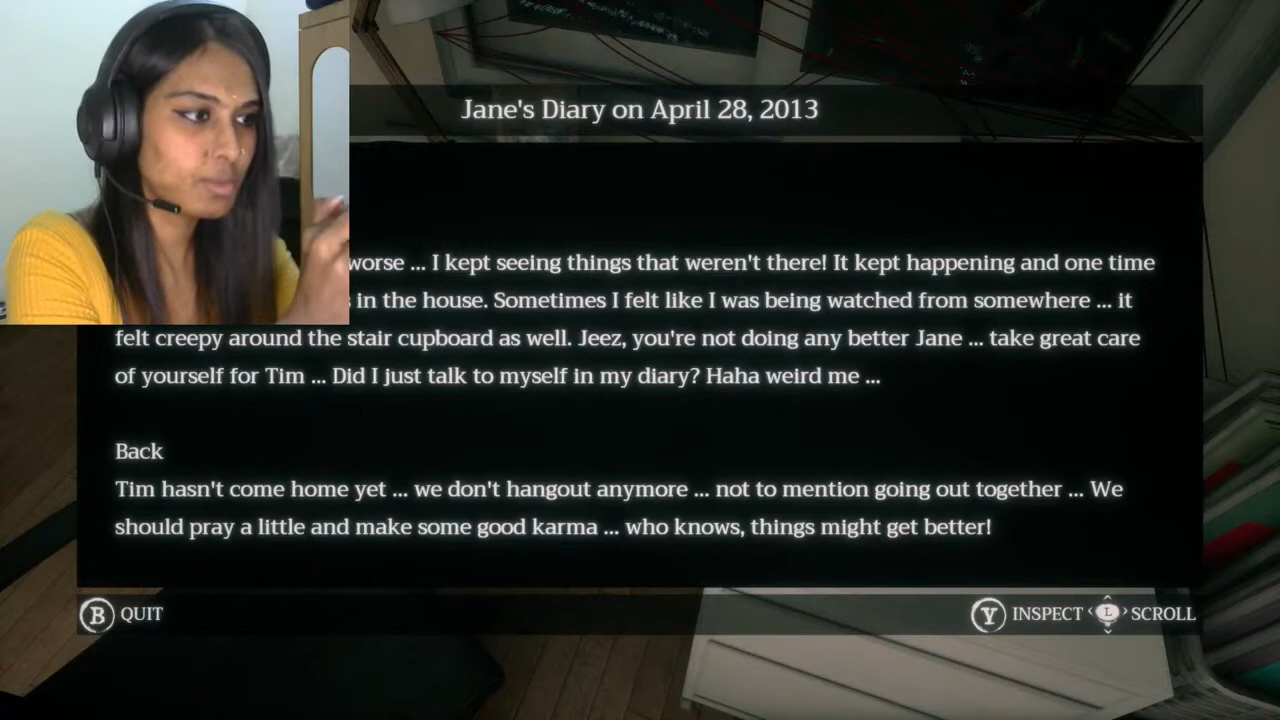 Jane's Diary on April 28, 2013
worse ... I kept seeing things that weren't there! It kept happening and one time
in the house. Sometimes I felt like I was being watched from somewhere ... it
felt creepy around the stair cupboard as well. Jeez, you're not doing any better Jane ... take great care
of yourself for Tim ... Did I just talk to myself in my diary? Haha weird me ...
Back
Tim hasn't come home yet ... we don't hangout anymore ... not to mention going out together ... We
should pray a little and make some good karma ... who knows, things might get better!
B QUIT
Y INSPECT L SCROLL